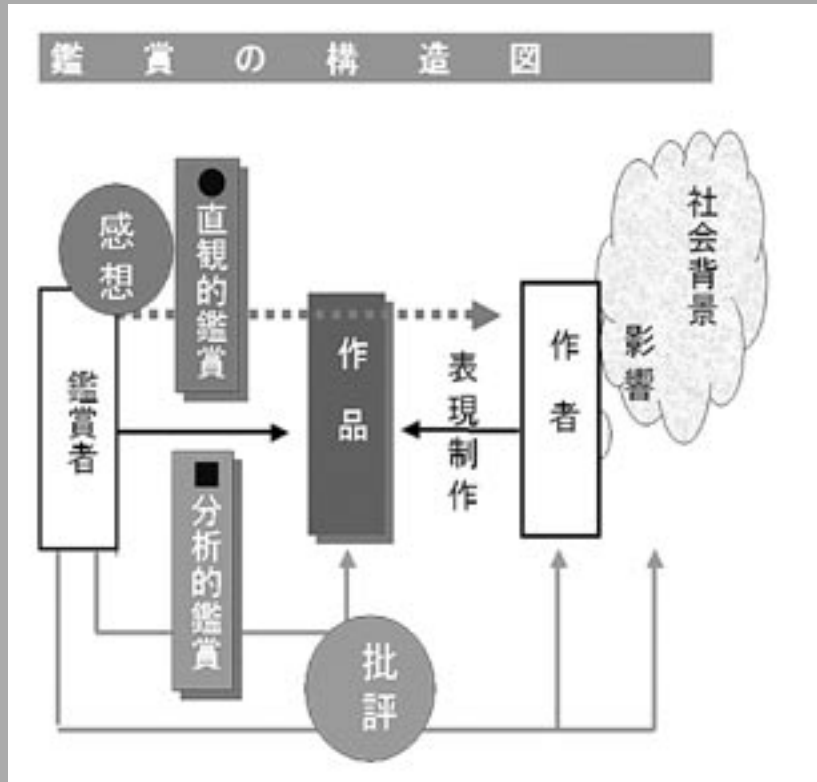 鑑賞の構造図
感想
●直観的鑑賞
鑑賞者
■分析的鑑賞
作品
表現制作
作者
影響
社会背景
批評